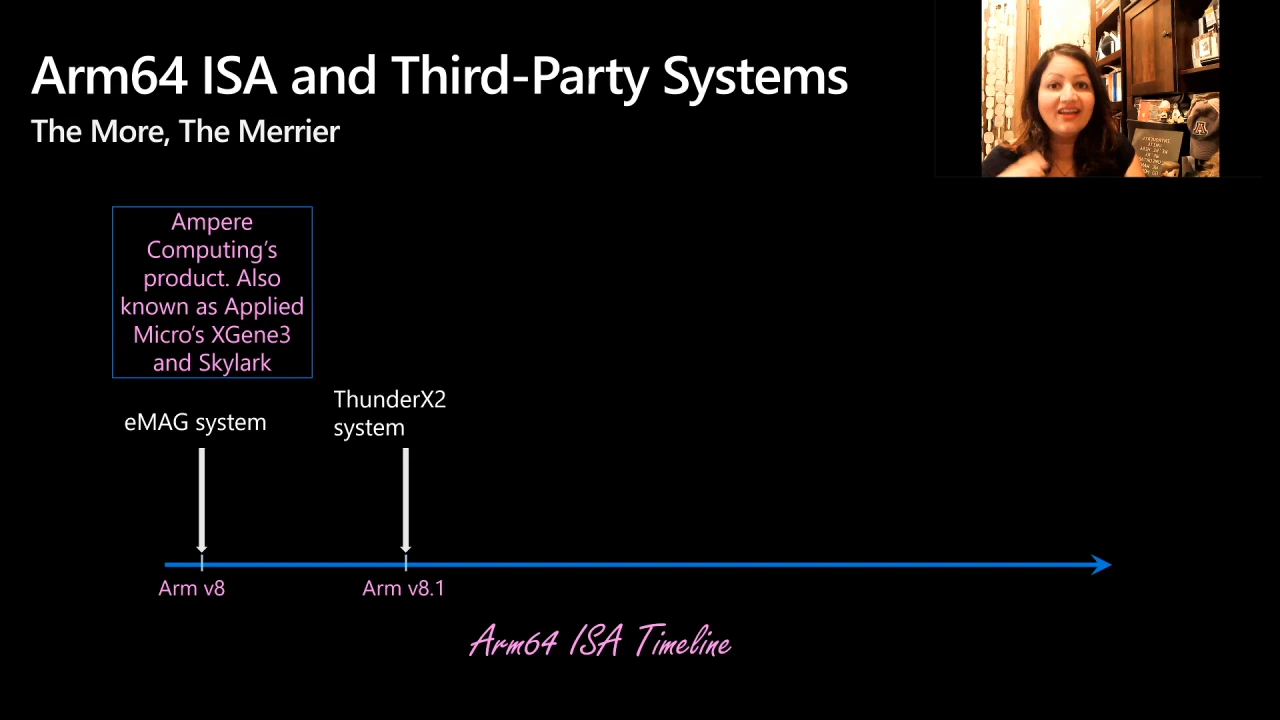 Arm64 ISA and Third-Party Systems
The More, The Merrier
Ampere
Computing's
product. Also
known as Applied
Micro's XGene3
and Skylark
eMAG system
ThunderX2
system
Arm v8
Arm v8.1
Arm64 ISA Timeline